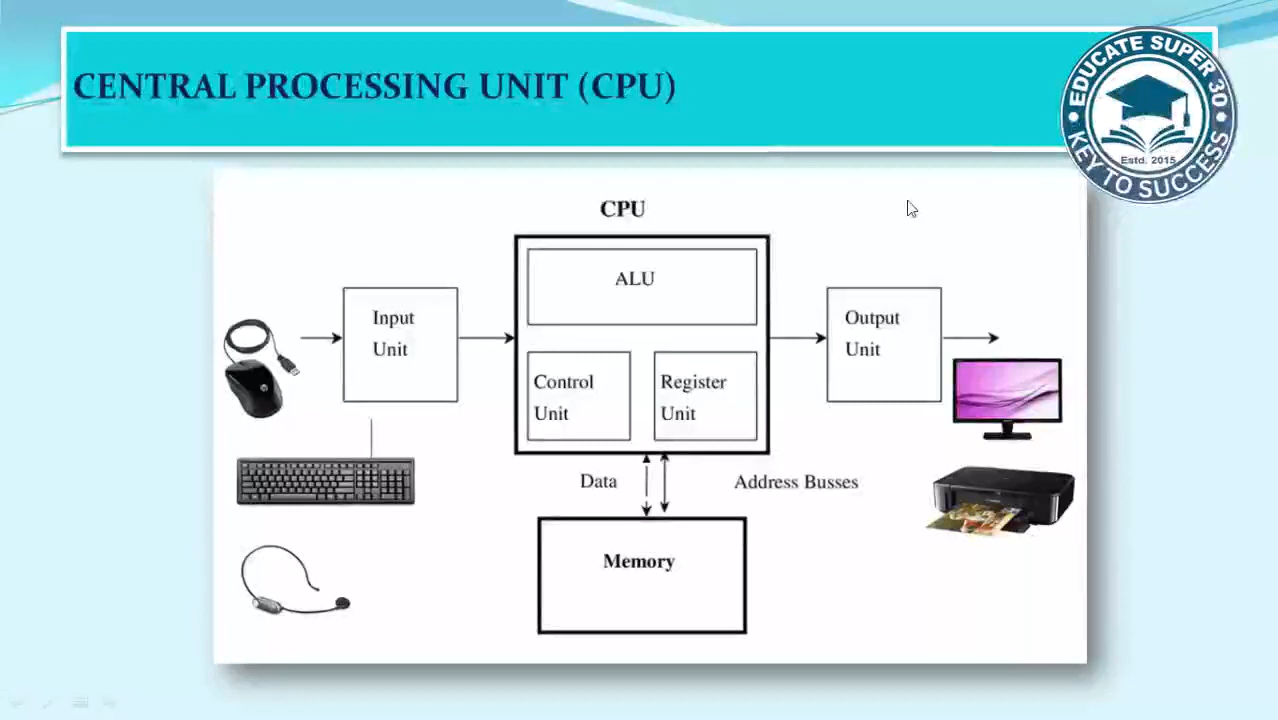 CENTRAL PROCESSING UNIT (CPU)
EDUCATE SUPER 30
Estd. 2015
KEY TO SUCCESS
CPU
ALU
Input
Unit
Control
Unit
Register
Unit
Output
Unit
Data
Address Busses
Memory